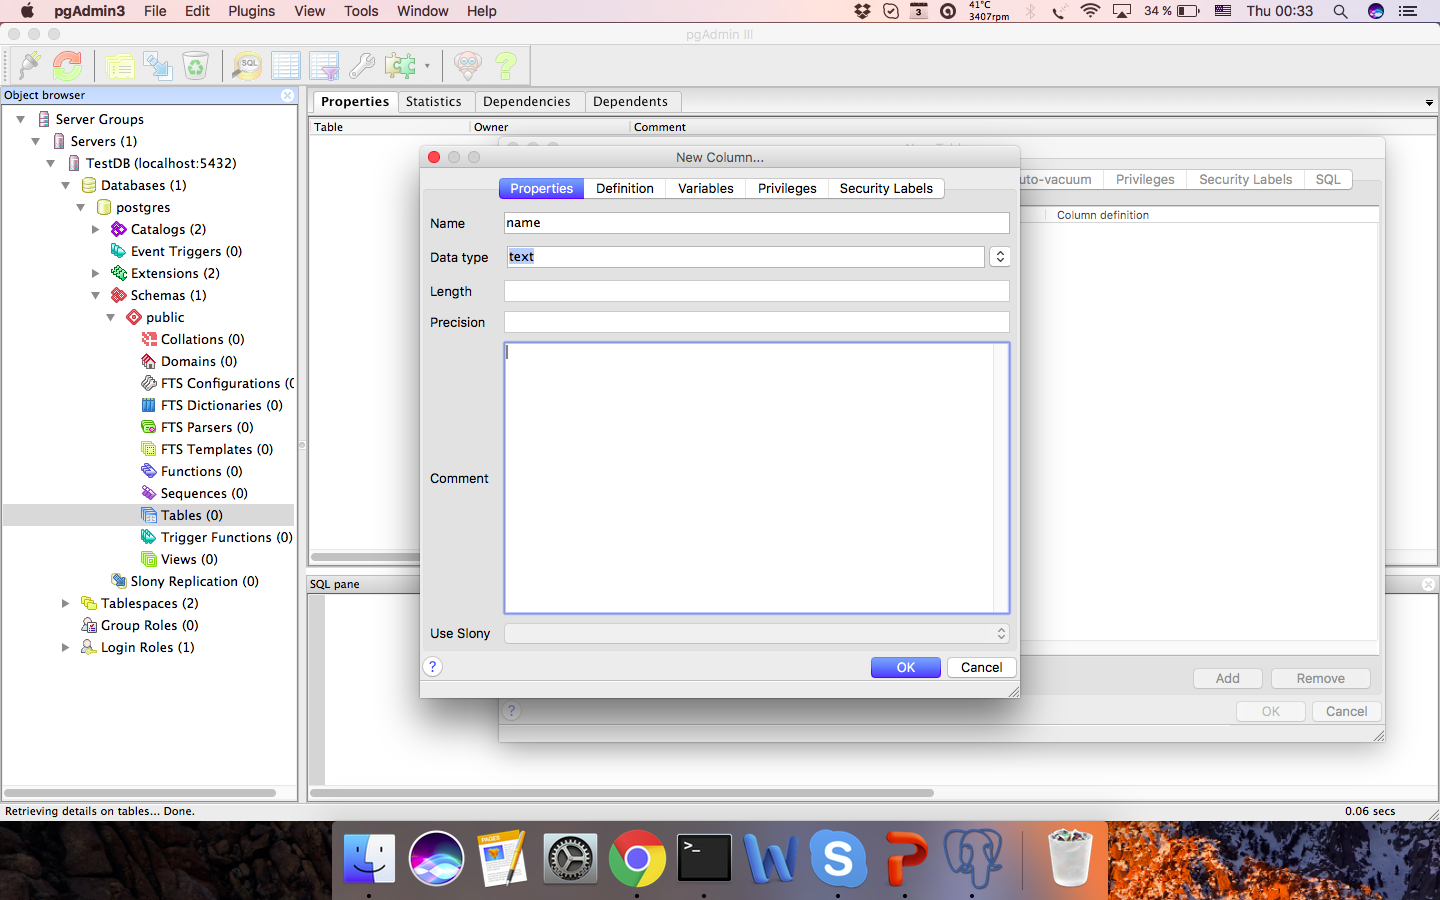 pgAdmin3 File Edit Plugins View Tools Window Help
3
41°C
3407rpm
34 %
Thu 00:33
pgAdmin III
SQL
Object browser
Properties Statistics Dependencies Dependents
Table Owner Comment
Server Groups
Servers (1)
TestDB (localhost:5432)
Databases (1)
postgres
Catalogs (2)
Event Triggers (0)
Extensions (2)
Schemas (1)
public
Collations (0)
Domains (0)
FTS Configurations (0
FTS Dictionaries (0)
FTS Parsers (0)
FTS Templates (0)
Functions (0)
Sequences (0)
Tables (0)
Trigger Functions (0)
Views (0)
Slony Replication (0)
Tablespaces (2)
Group Roles (0)
Login Roles (1)
New Column...
Properties Definition Variables Privileges Security Labels
Name name
Data type text
Length
Precision
Comment
Use Slony
? OK Cancel
uto-vacuum Privileges Security Labels SQL
Column definition
Add Remove
? OK Cancel
SQL pane
Retrieving details on tables... Done.
0.06 secs
PAGES
>_